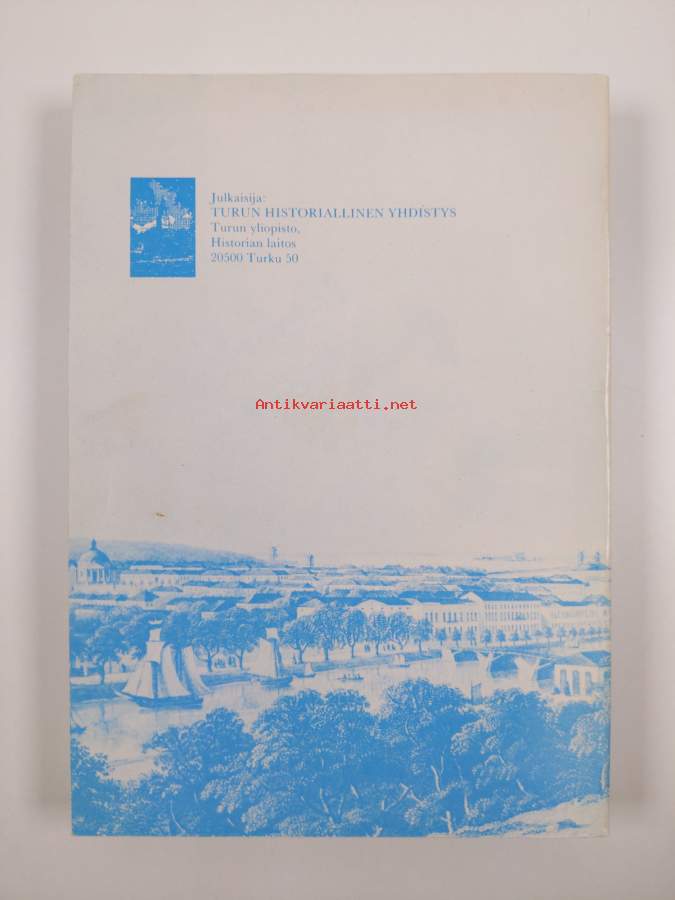 Julkaisija:
TURUN HISTORIALLINEN YHDISTYS
Turun yliopisto,
Historian laitos
20500 Turku 50
Antikvariaatti.net